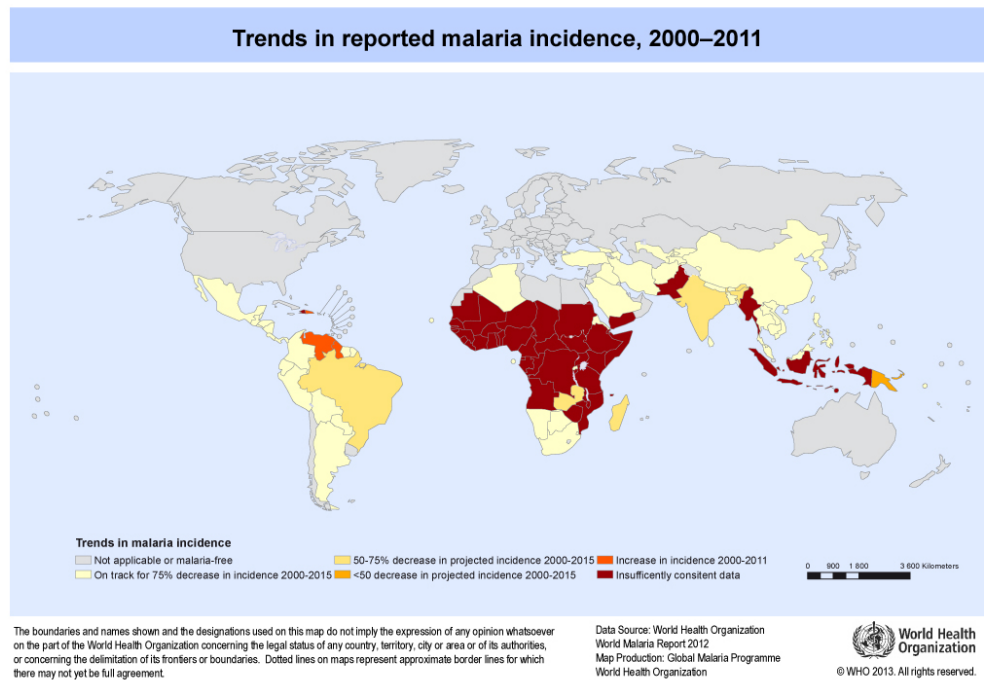 Trends in reported malaria incidence, 2000–2011
Trends in malaria incidence
Not applicable or malaria-free
On track for 75% decrease in incidence 2000-2015
50-75% decrease in projected incidence 2000-2015
<50 decrease in projected incidence 2000-2015
Increase in incidence 2000-2011
Insufficently consitent data
0 900 1 800 3 600 Kilometers
The boundaries and names shown and the designations used on this map do not imply the expression of any opinion whatsoever
on the part of the World Health Organization concerning the legal status of any country, territory, city or area or of its authorities,
or concerning the delimitation of its frontiers or boundaries. Dotted lines on maps represent approximate border lines for which
there may not yet be full agreement.
Data Source: World Health Organization
World Malaria Report 2012
Map Production: Global Malaria Programme
World Health Organization
World Health
Organization
© WHO 2013. All rights reserved.